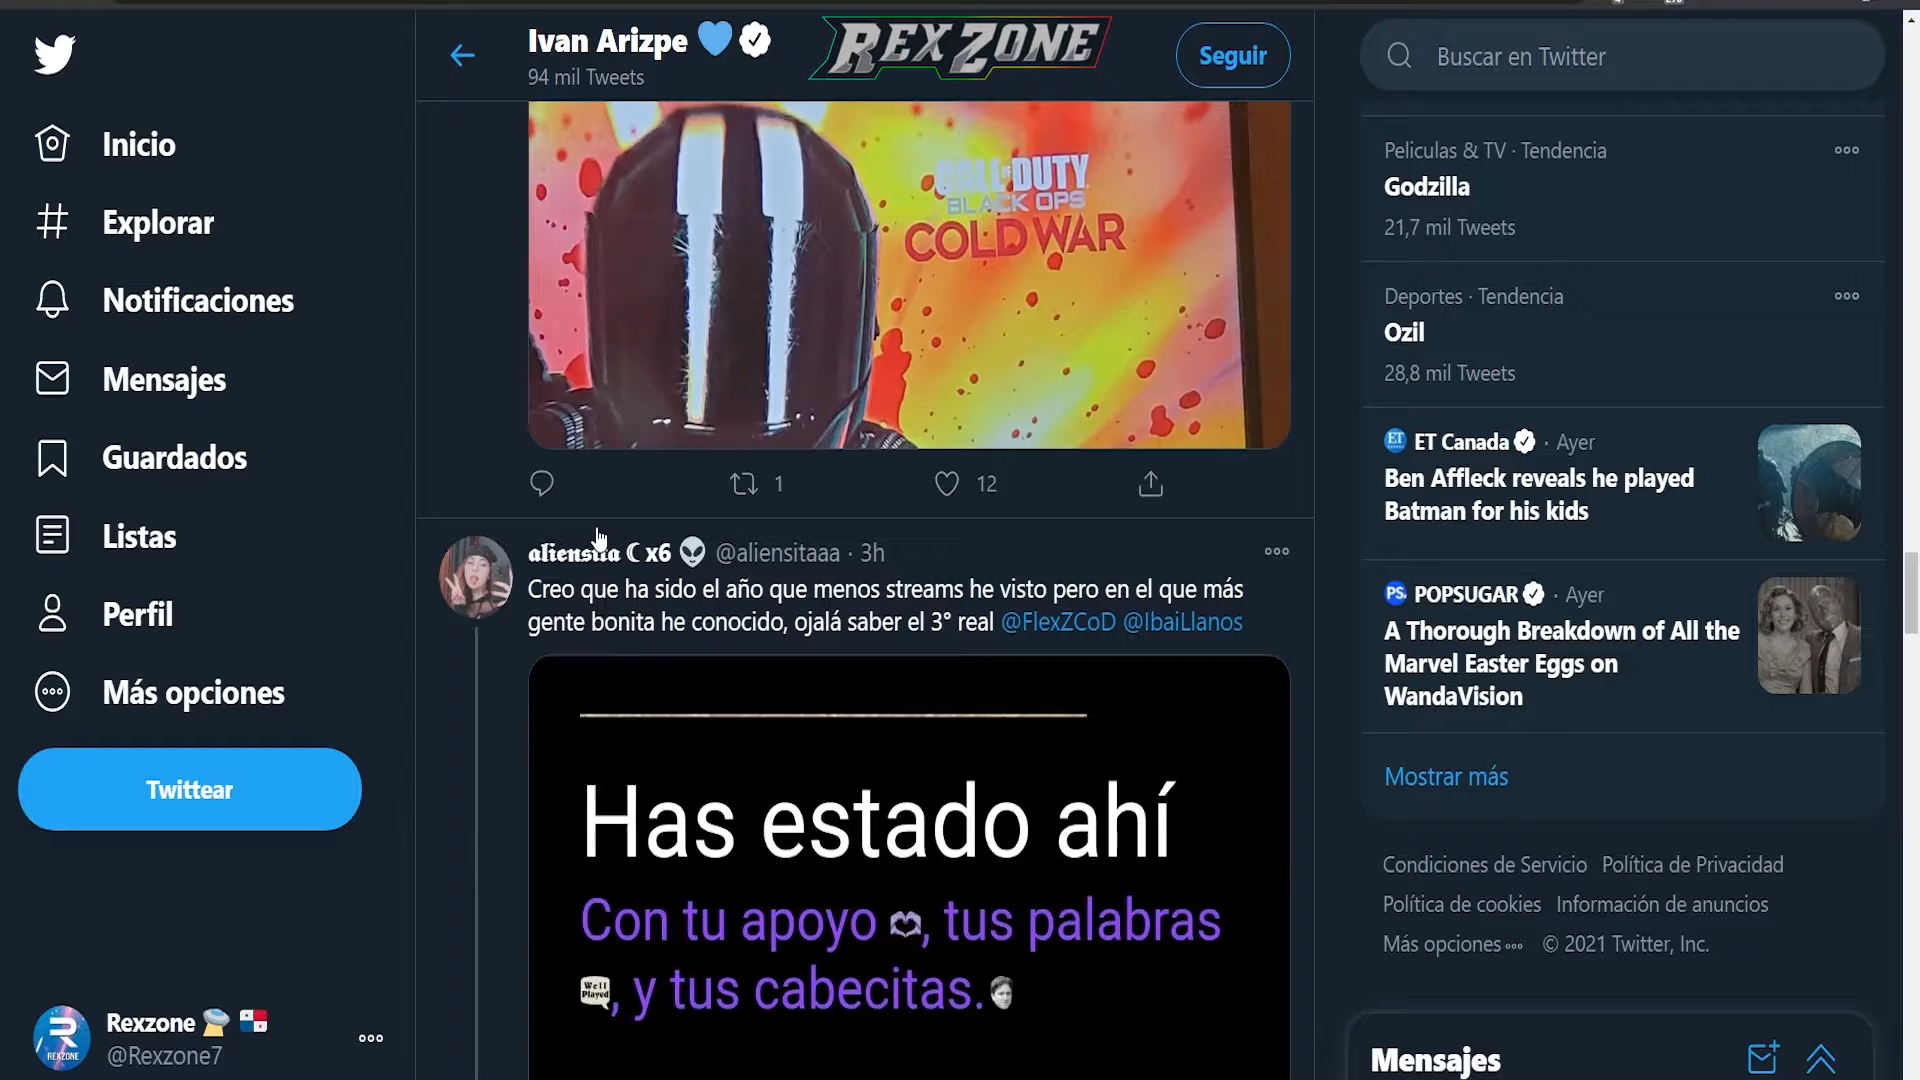 Inicio
Explorar
Notificaciones
Mensajes
Guardados
Listas
Perfil
Más opciones
Twittear
Rexzone
@Rexzone7
Ivan Arizpe
94 mil Tweets
REX ZONE
Seguir
CALL OF DUTY
BLACK OPS
COLD WAR
1
12
aliensita x6 @aliensitaaa · 3h
Creo que ha sido el año que menos streams he visto pero en el que más
gente bonita he conocido, ojalá saber el 3° real @FlexZCoD @IbaiLlanos
Has estado ahí
Con tu apoyo , tus palabras
Well
Played
, y tus cabecitas.
Buscar en Twitter
Peliculas & TV · Tendencia
Godzilla
21,7 mil Tweets
Deportes · Tendencia
Ozil
28,8 mil Tweets
ET
ET Canada · Ayer
Ben Affleck reveals he played
Batman for his kids
PS.
POPSUGAR · Ayer
A Thorough Breakdown of All the
Marvel Easter Eggs on
WandaVision
Mostrar más
Condiciones de Servicio Política de Privacidad
Política de cookies Información de anuncios
Más opciones © 2021 Twitter, Inc.
Mensajes
REXZONE